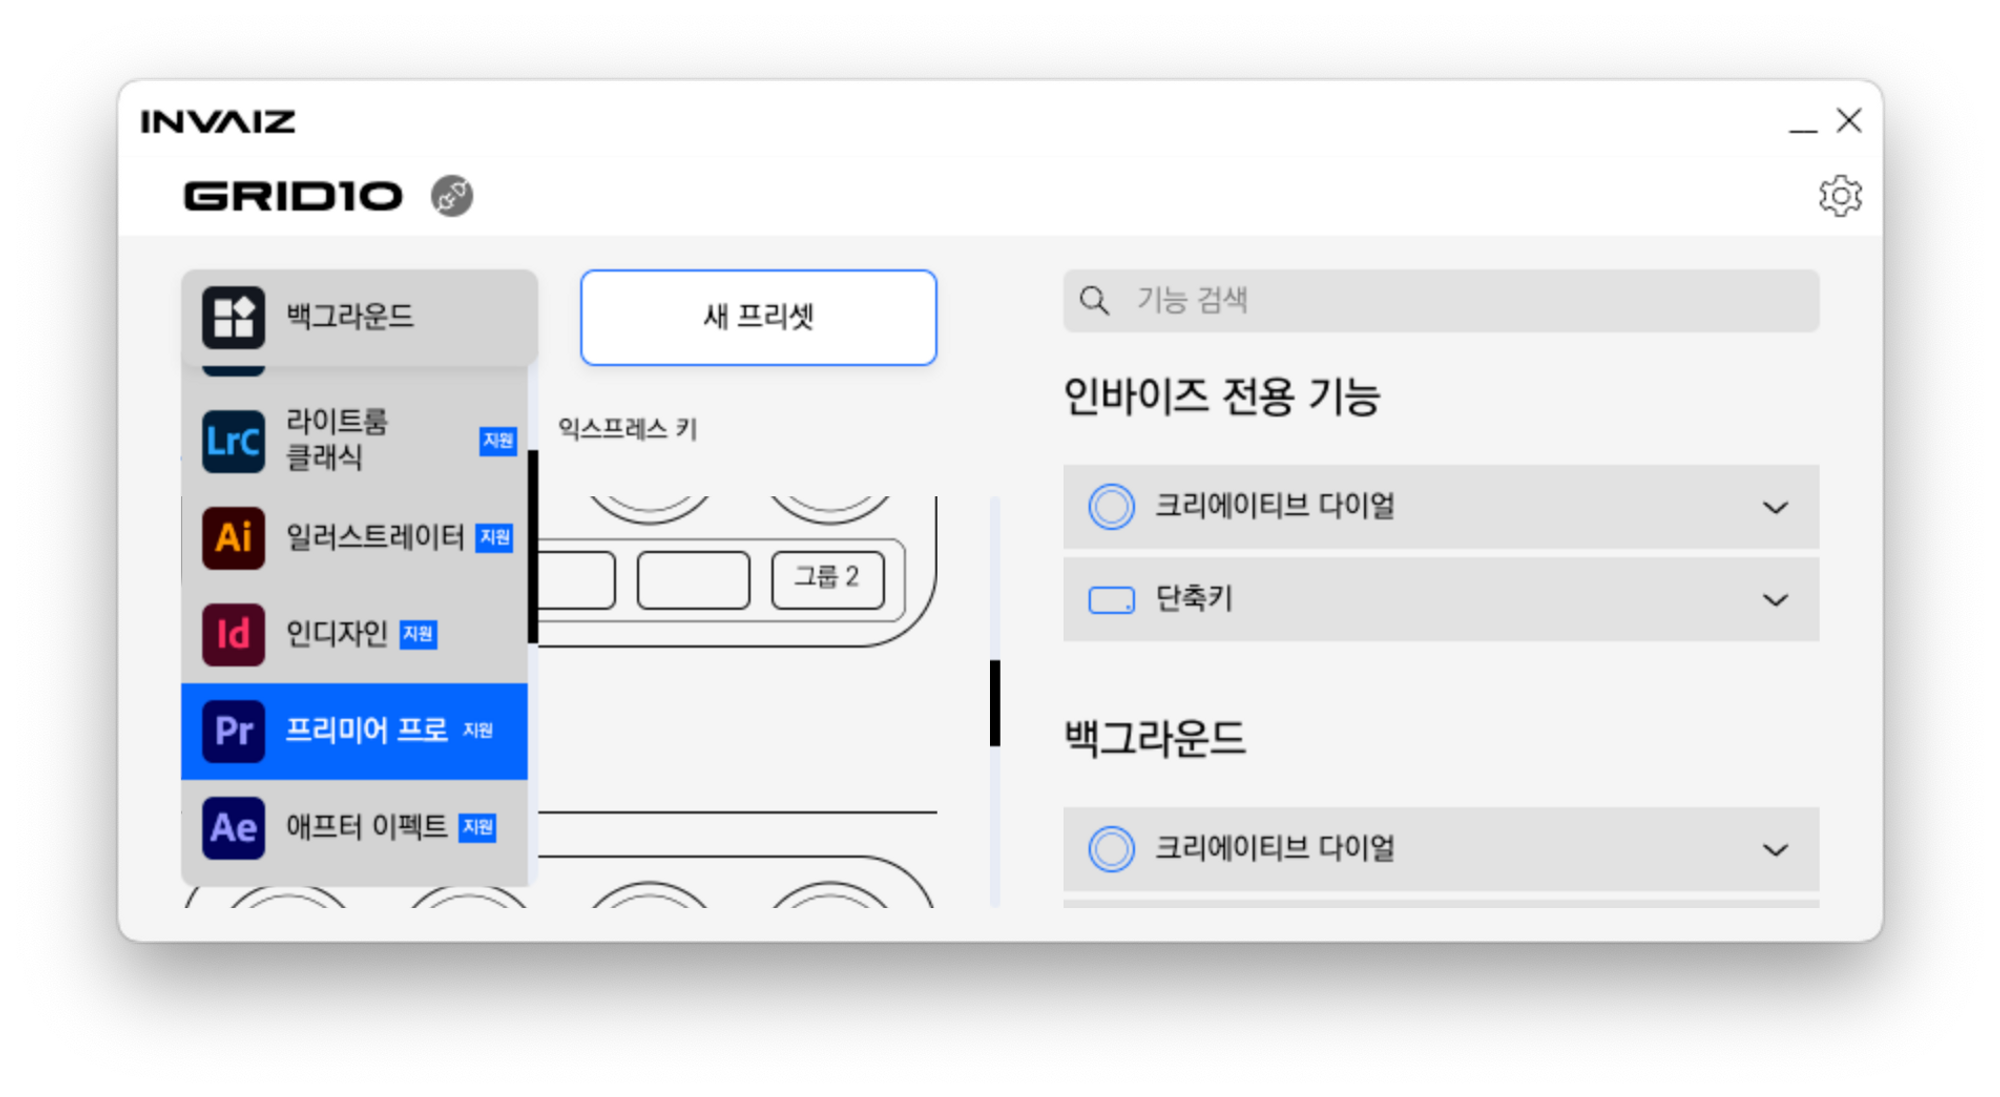 INVAIZ
GRID10
백그라운드
새 프리셋
LrC
라이트룸
클래식
지원
Ai
일러스트레이터
지원
Id
인디자인
지원
Pr
프리미어 프로
지원
Ae
애프터 이펙트
지원
익스프레스 키
그룹 2
기능 검색
인바이즈 전용 기능
크리에이티브 다이얼
단축키
백그라운드
크리에이티브 다이얼